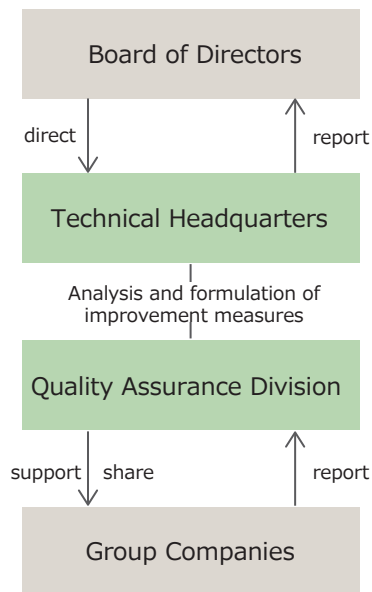 Board of Directors
direct
report
Technical Headquarters
Analysis and formulation of
improvement measures
Quality Assurance Division
support
share
report
Group Companies